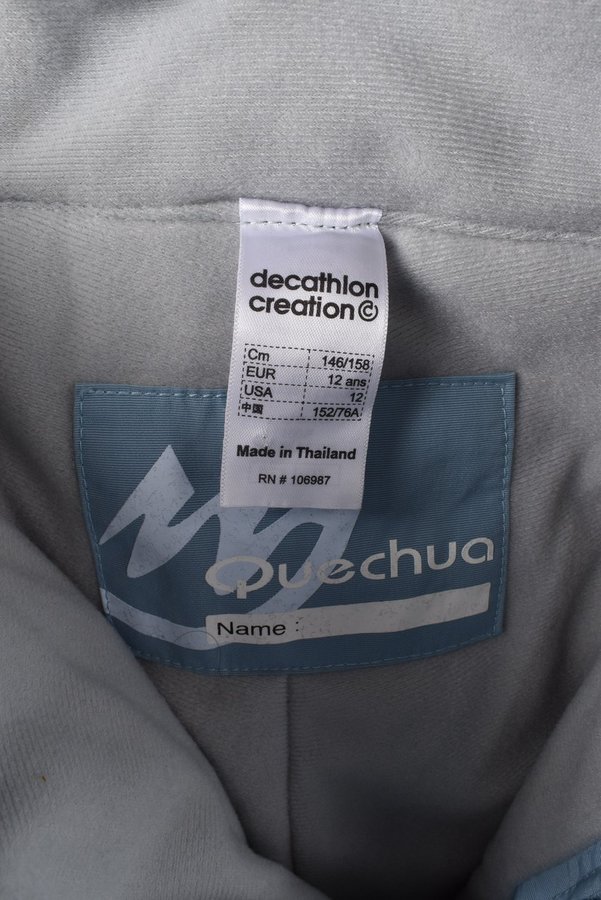 decathlon
creation ©
Cm 146/158
EUR 12 ans
USA 12
中国 152/76A
Made in Thailand
RN # 106987
Quechua
Name :